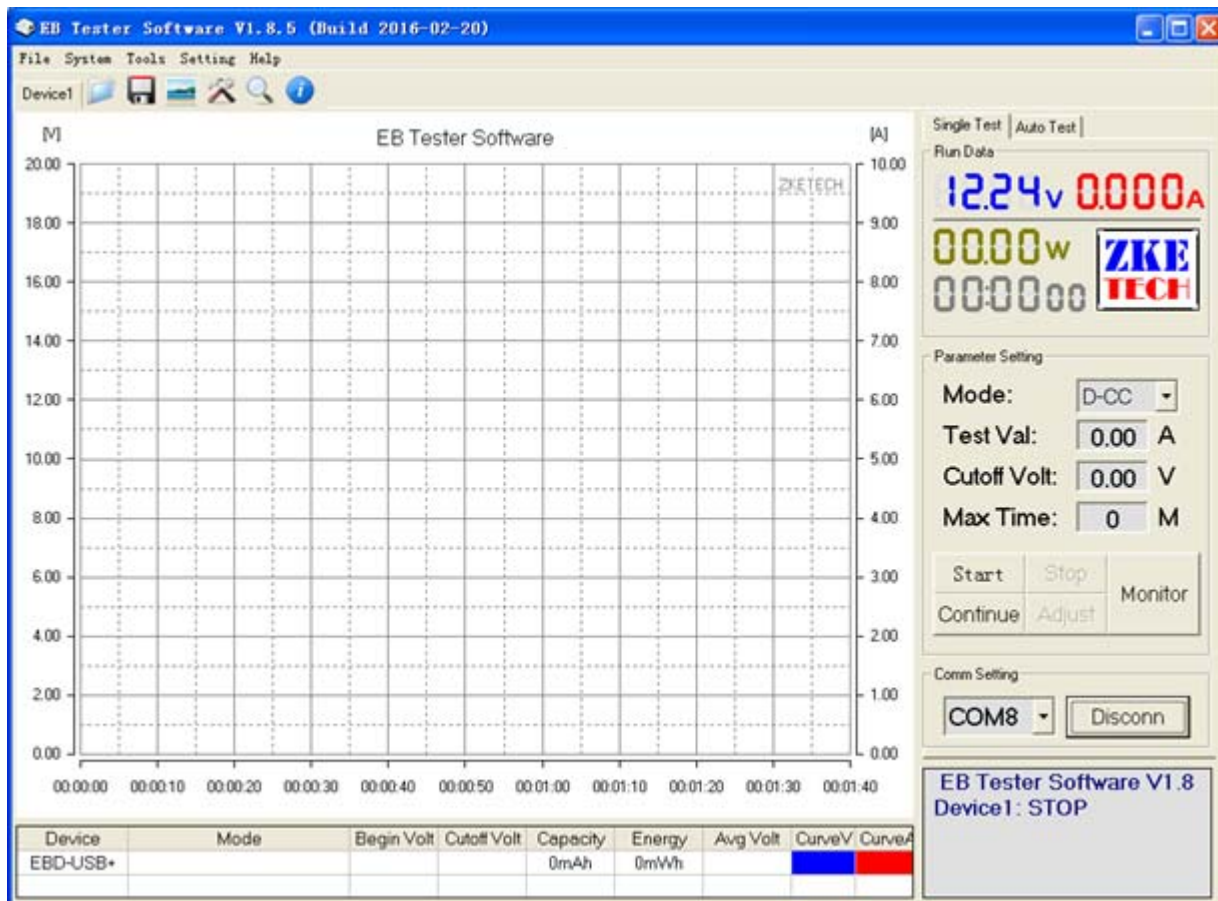 EB Tester Software V1.8.5 (Build 2016-02-20)
File System Tools Setting Help
Device1
[V] EB Tester Software [A]
ZKETECH
20.00 10.00
18.00 9.00
16.00 8.00
14.00 7.00
12.00 6.00
10.00 5.00
8.00 4.00
6.00 3.00
4.00 2.00
2.00 1.00
0.00 0.00
00:00:00 00:00:10 00:00:20 00:00:30 00:00:40 00:00:50 00:01:00 00:01:10 00:01:20 00:01:30 00:01:40
Device Mode Begin Volt Cutoff Volt Capacity Energy Avg Volt CurveV CurveA
EBD-USB+ 0mAh 0mWh
Single Test Auto Test
Run Data
12.24V 0.000A
00.00W
00:0000
ZKE
TECH
Parameter Setting
Mode: D-CC
Test Val: 0.00 A
Cutoff Volt: 0.00 V
Max Time: 0 M
Start Stop Monitor
Continue Adjust
Comm Setting
COM8 Disconn
EB Tester Software V1.8
Device1: STOP